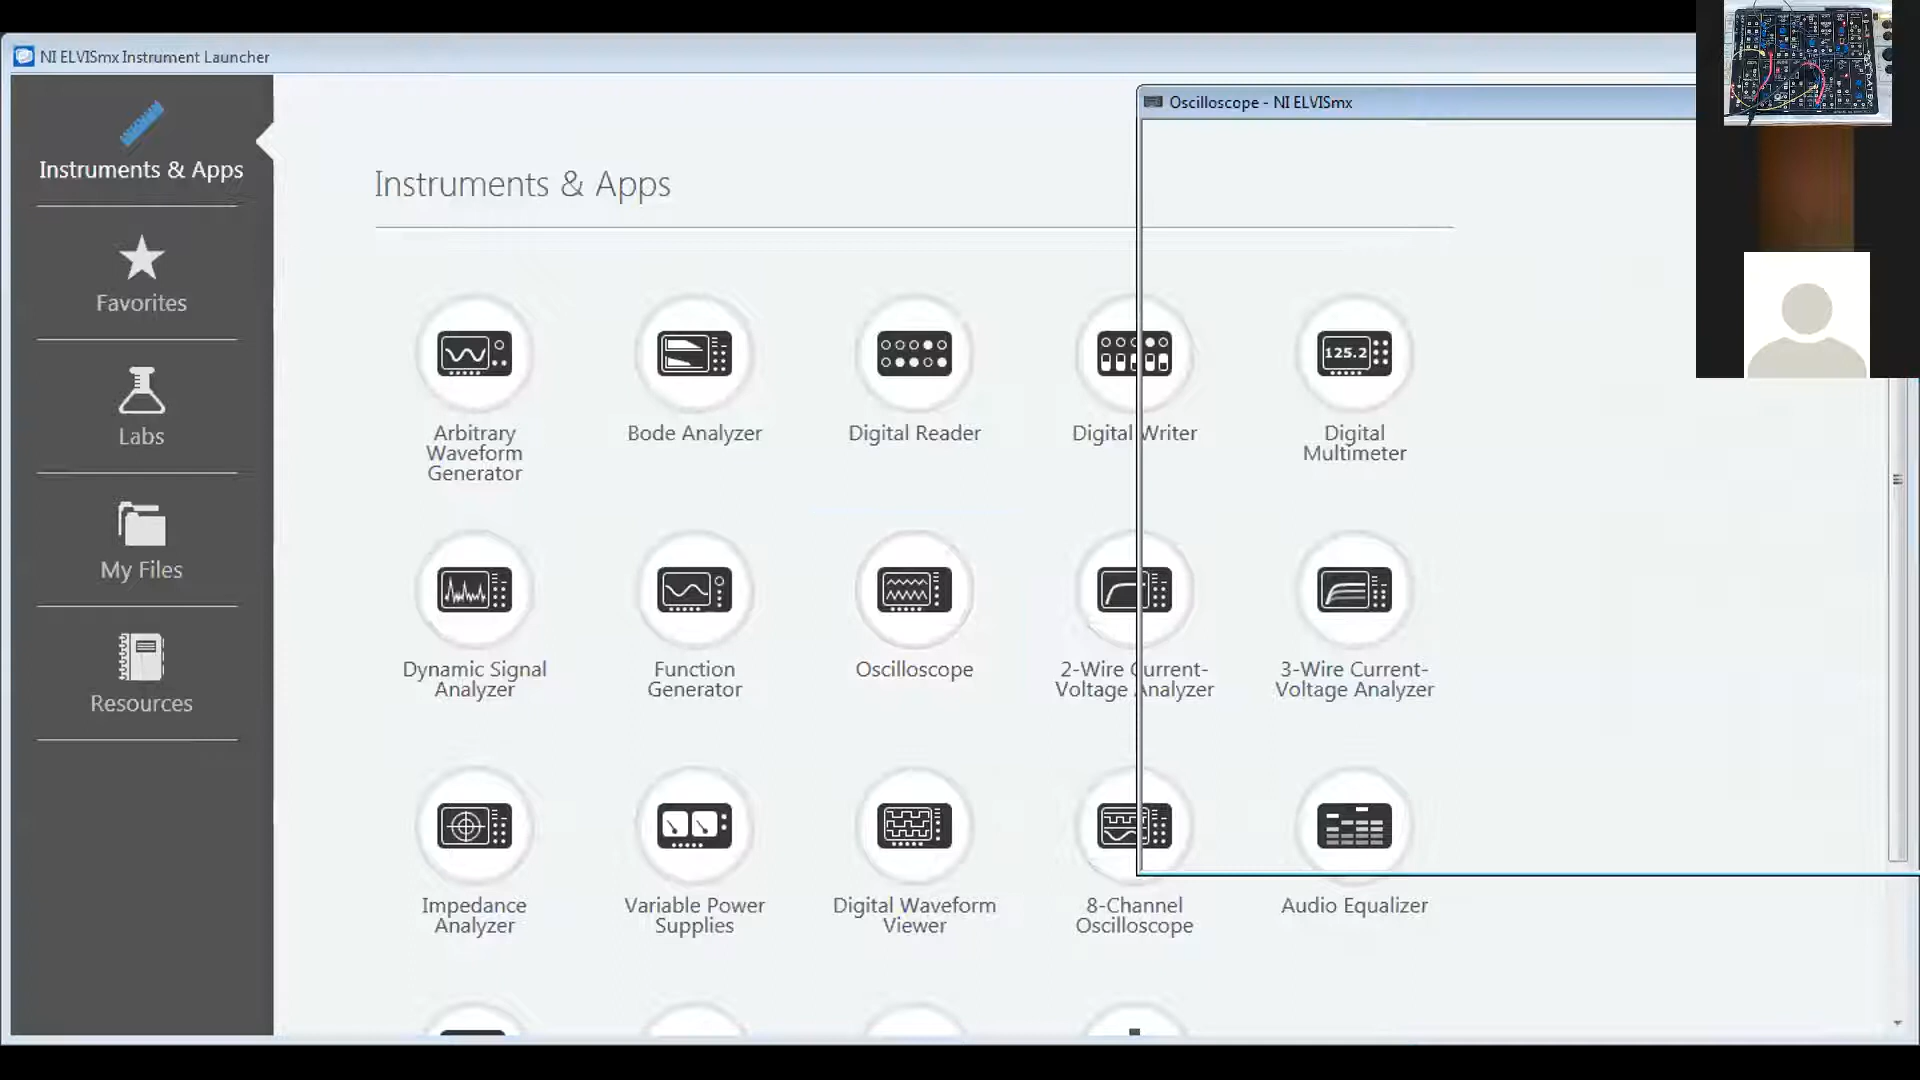 NI ELVISmx Instrument Launcher
Oscilloscope - NI ELVISmx
Instruments & Apps
Favorites
Labs
My Files
Resources
Instruments & Apps
Arbitrary
Waveform
Generator
Bode Analyzer
Digital Reader
Digital Writer
125.2
Digital
Multimeter
Dynamic Signal
Analyzer
Function
Generator
Oscilloscope
2-Wire Current-
Voltage Analyzer
3-Wire Current-
Voltage Analyzer
Impedance
Analyzer
Variable Power
Supplies
Digital Waveform
Viewer
8-Channel
Oscilloscope
Audio Equalizer